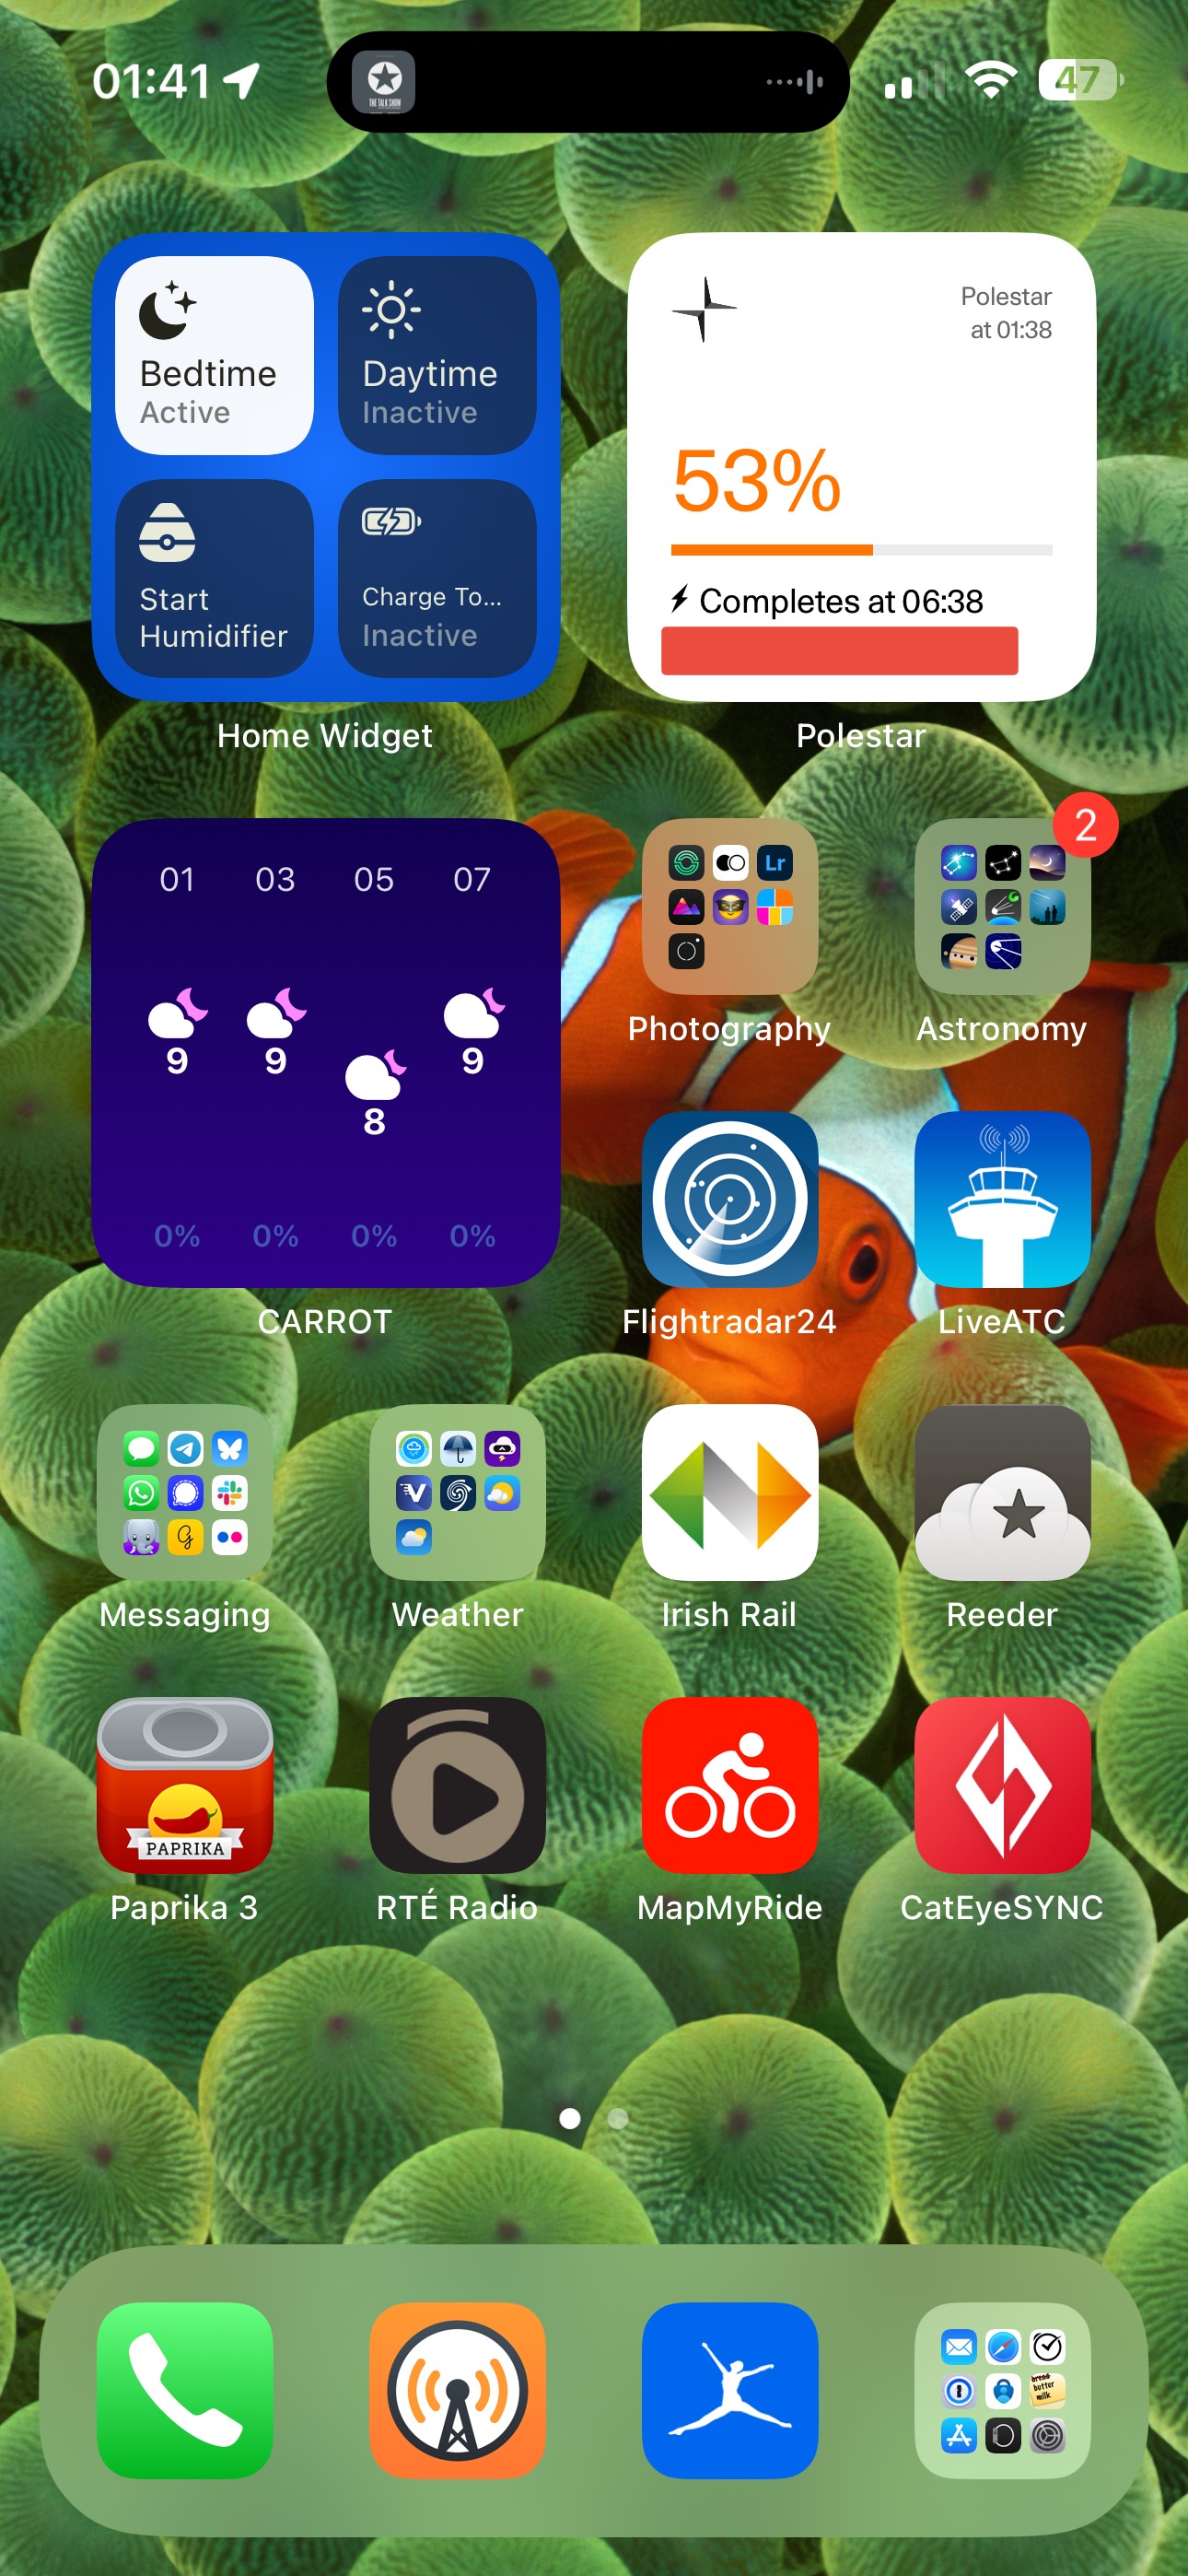 01:41
THE TALK SHOW
47
Bedtime
Active
Daytime
Inactive
Start
Humidifier
Charge To...
Inactive
Home Widget
Polestar
at 01:38
53%
Completes at 06:38
Polestar
01 03 05 07
9 9 8 9
0% 0% 0% 0%
CARROT
Lr
Photography
2
Astronomy
Flightradar24
LiveATC
Messaging
Weather
Irish Rail
Reeder
PAPRIKA
Paprika 3
RTÉ Radio
MapMyRide
CatEyeSYNC
bread
butter
milk